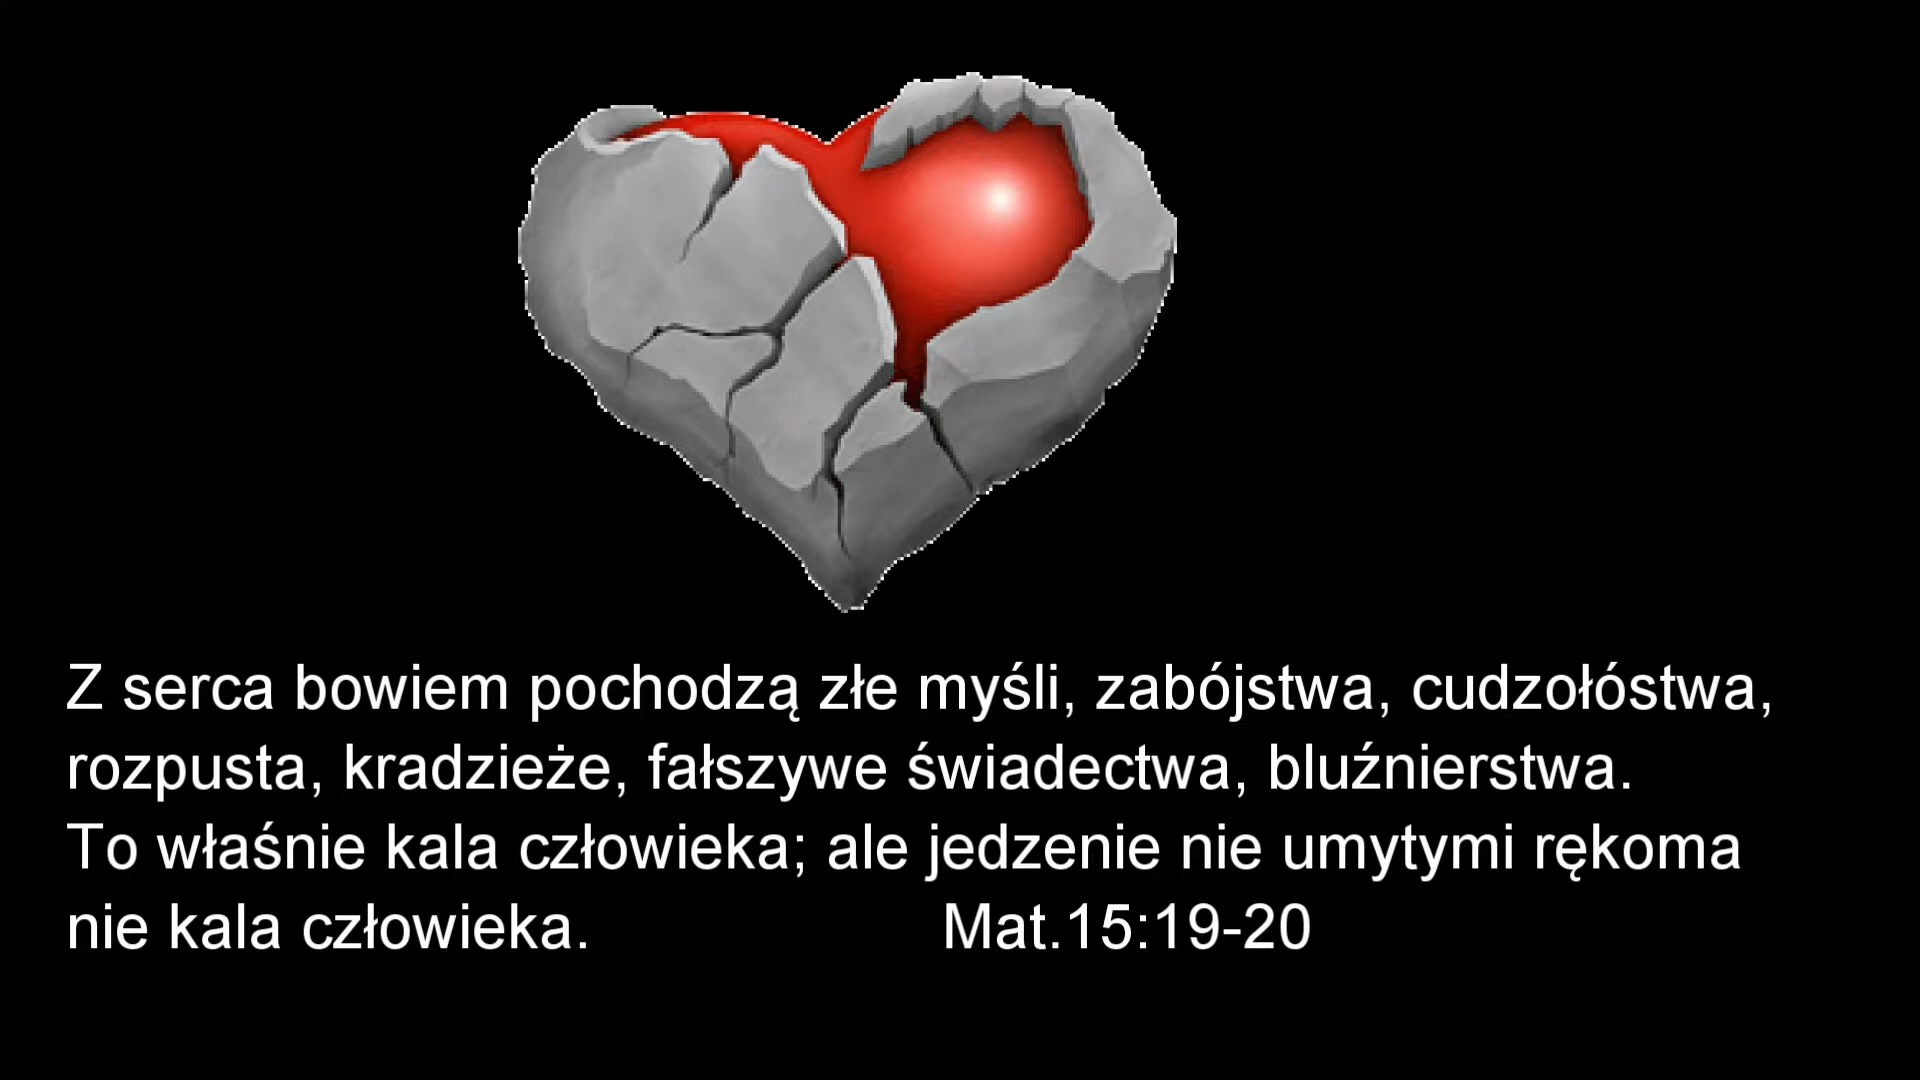 Z serca bowiem pochodzą złe myśli, zabójstwa, cudzołóstwa,
rozpusta, kradzieże, fałszywe świadectwa, bluźnierstwa.
To właśnie kala człowieka; ale jedzenie nie umytymi rękoma
nie kala człowieka. Mat.15:19-20